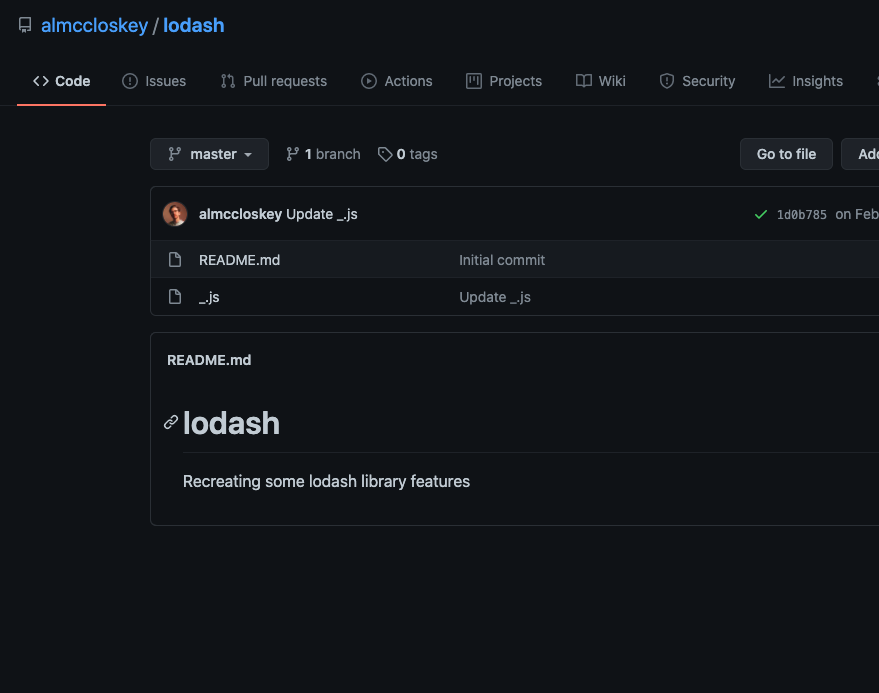 almccloskey / lodash
Code Issues Pull requests Actions Projects Wiki Security Insights
master 1 branch 0 tags Go to file Add
almccloskey Update _.js 1d0b785 on Feb
README.md Initial commit
_.js Update _.js
README.md
lodash
Recreating some lodash library features